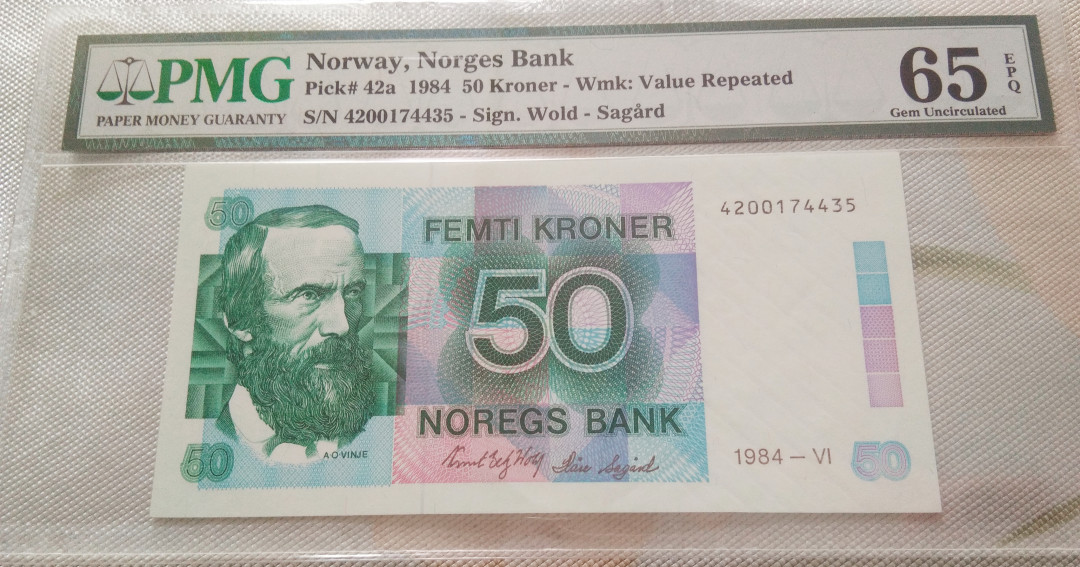 PMG
PAPER MONEY GUARANTY
Norway, Norges Bank
Pick# 42a 1984 50 Kroner - Wmk: Value Repeated
S/N 4200174435 - Sign. Wold - Sagård
65
EPQ
Gem Uncirculated
50
FEMTI KRONER
4200174435
50
NOREGS BANK
A O VINJE
50
1984 – VI
50